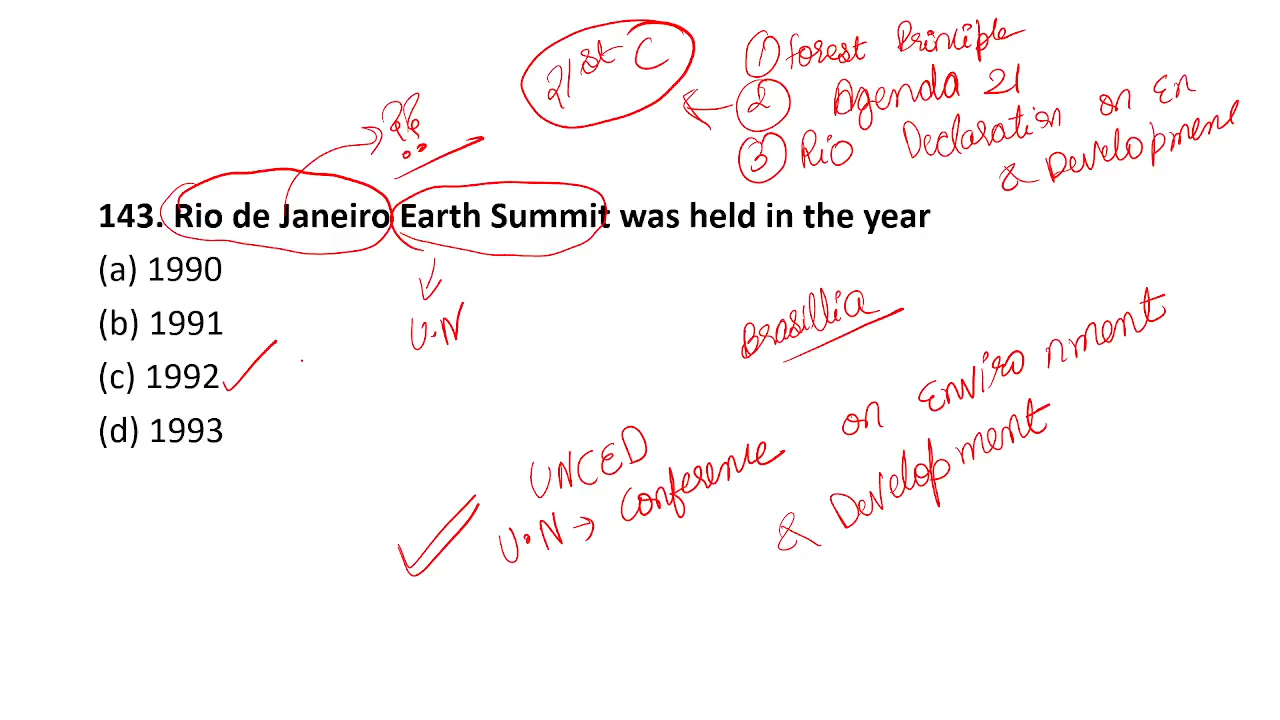 21st C
① Forest Principle
② Agenda 21
③ Rio Declaration on En
& Development
??
143. Rio de Janeiro Earth Summit was held in the year
(a) 1990
(b) 1991
(c) 1992
(d) 1993
U.N
Brasillia
UNCED
U.N → Conference on Environment
& Development